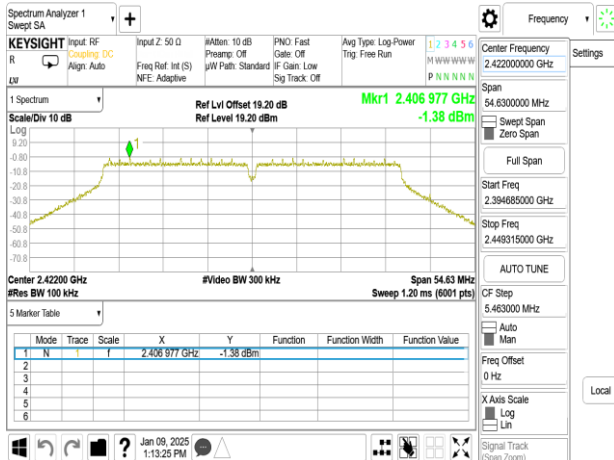 Spectrum Analyzer 1
Swept SA
+
Frequency
Settings
KEYSIGHT Input: RF
Coupling: DC
Align: Auto
R
Input Z: 50 Ω
Freq Ref: Int (S)
NFE: Adaptive
#Atten: 10 dB
Preamp: Off
µW Path: Standard
PNO: Fast
Gate: Off
IF Gain: Low
Sig Track: Off
Avg Type: Log-Power
Trig: Free Run
1 2 3 4 5 6
M W W W W W
P N N N N N
1 Spectrum
Scale/Div 10 dB
Log
Ref Lvl Offset 19.20 dB
Ref Level 19.20 dBm
Mkr1 2.406 977 GHz
-1.38 dBm
9.20
-0.80
-10.8
-20.8
-30.8
-40.8
-50.8
-60.8
-70.8
1
Center 2.42200 GHz
#Res BW 100 kHz
#Video BW 300 kHz
Span 54.63 MHz
Sweep 1.20 ms (6001 pts)
5 Marker Table
Mode Trace Scale X Y Function Function Width Function Value
1 N 1 f 2.406 977 GHz -1.38 dBm
2
3
4
5
6
Center Frequency
2.422000000 GHz
Span
54.6300000 MHz
Swept Span
Zero Span
Full Span
Start Freq
2.394685000 GHz
Stop Freq
2.449315000 GHz
AUTO TUNE
CF Step
5.463000 MHz
Auto
Man
Freq Offset
0 Hz
X Axis Scale
Log
Lin
Signal Track
(Span Zoom)
Local
?
Jan 09, 2025
1:13:25 PM